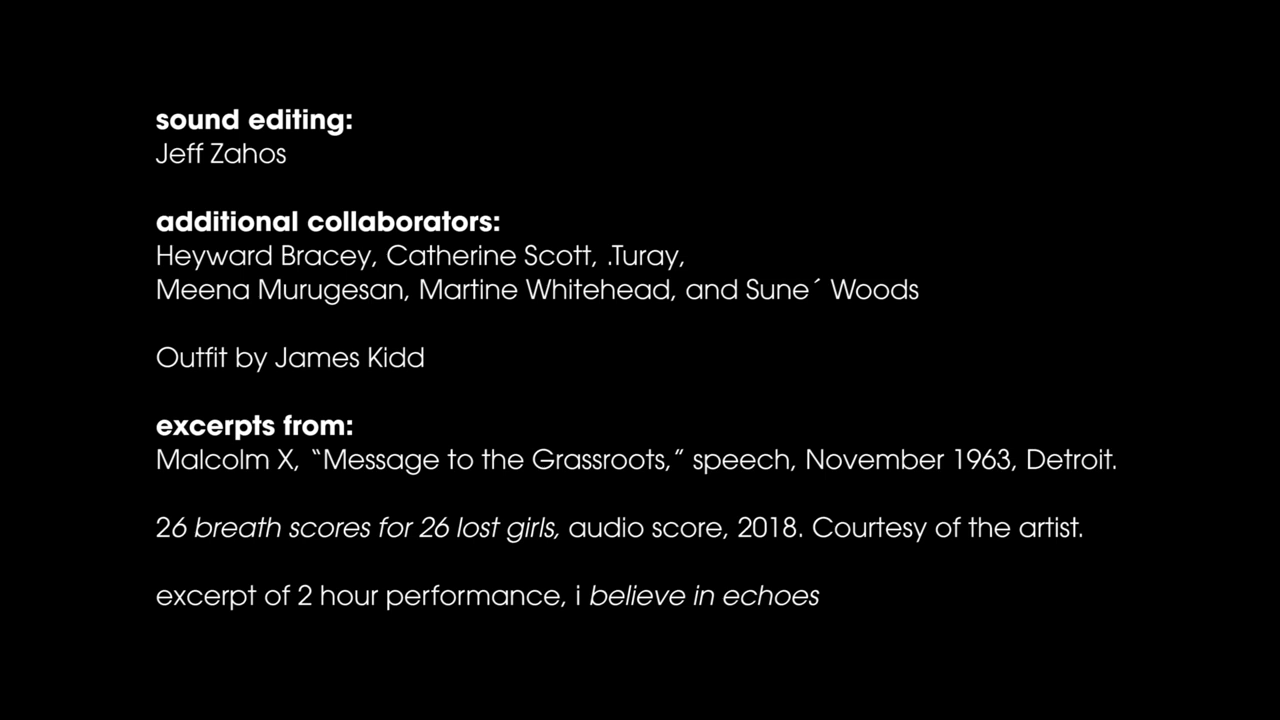 sound editing:
Jeff Zahos
additional collaborators:
Heyward Bracey, Catherine Scott, .Turay,
Meena Murugesan, Martine Whitehead, and Sune´ Woods
Outfit by James Kidd
excerpts from:
Malcolm X, “Message to the Grassroots,” speech, November 1963, Detroit.
26 breath scores for 26 lost girls, audio score, 2018. Courtesy of the artist.
excerpt of 2 hour performance, i believe in echoes